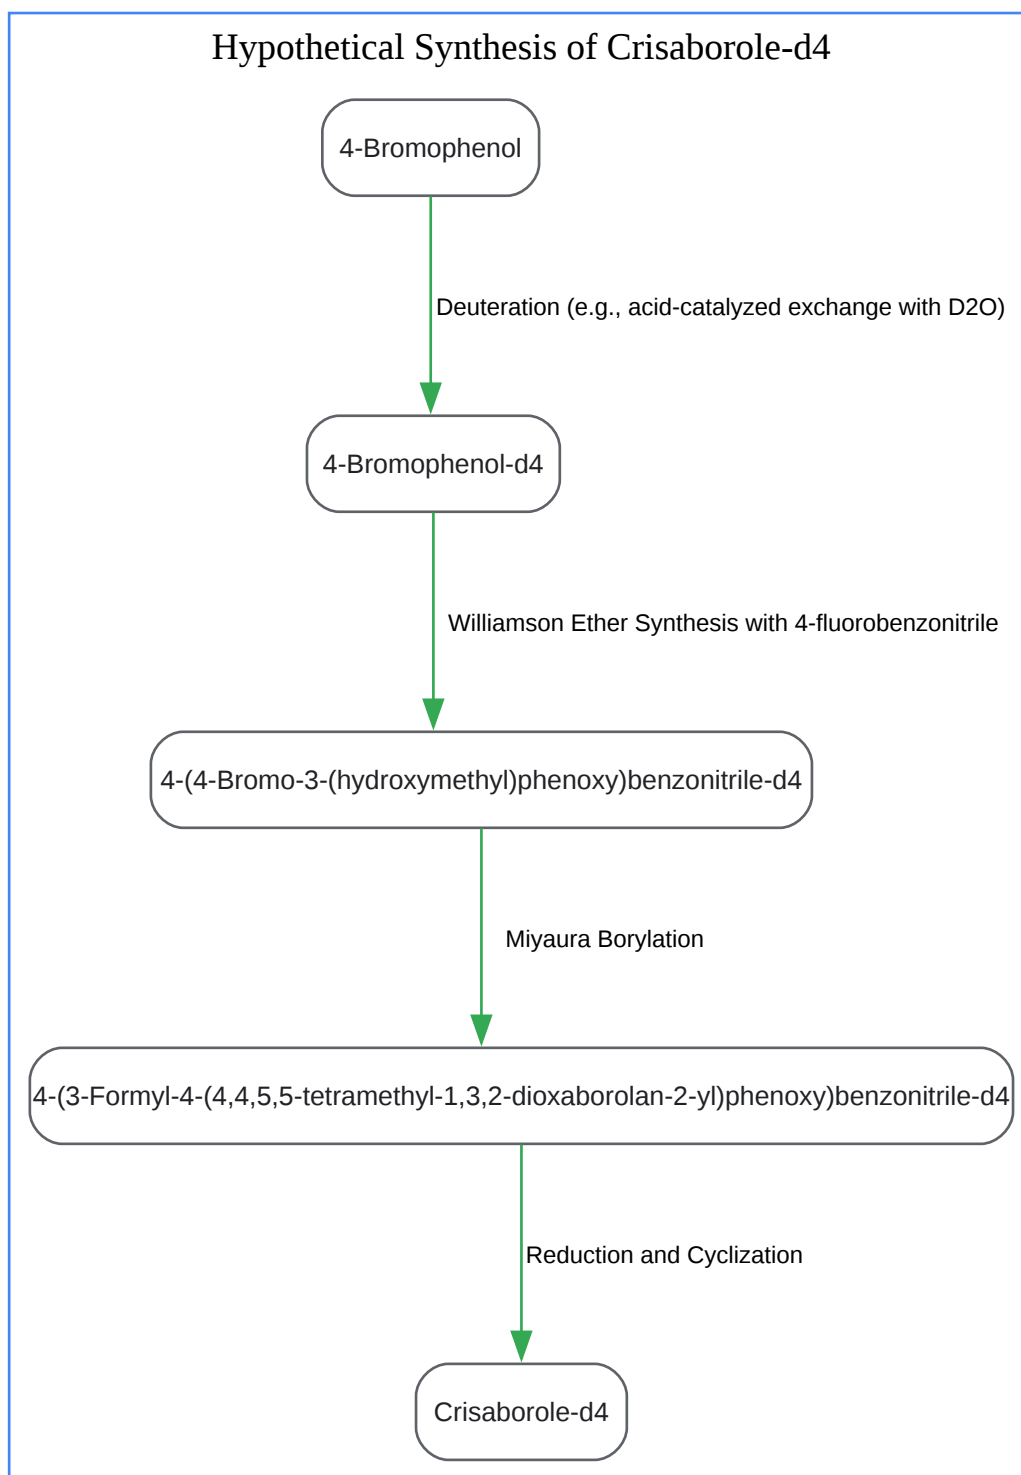 Hypothetical Synthesis of Crisaborole-d4
4-Bromophenol
Deuteration (e.g., acid-catalyzed exchange with D2O)
4-Bromophenol-d4
Williamson Ether Synthesis with 4-fluorobenzonitrile
4-(4-Bromo-3-(hydroxymethyl)phenoxy)benzonitrile-d4
Miyaura Borylation
4-(3-Formyl-4-(4,4,5,5-tetramethyl-1,3,2-dioxaborolan-2-yl)phenoxy)benzonitrile-d4
Reduction and Cyclization
Crisaborole-d4